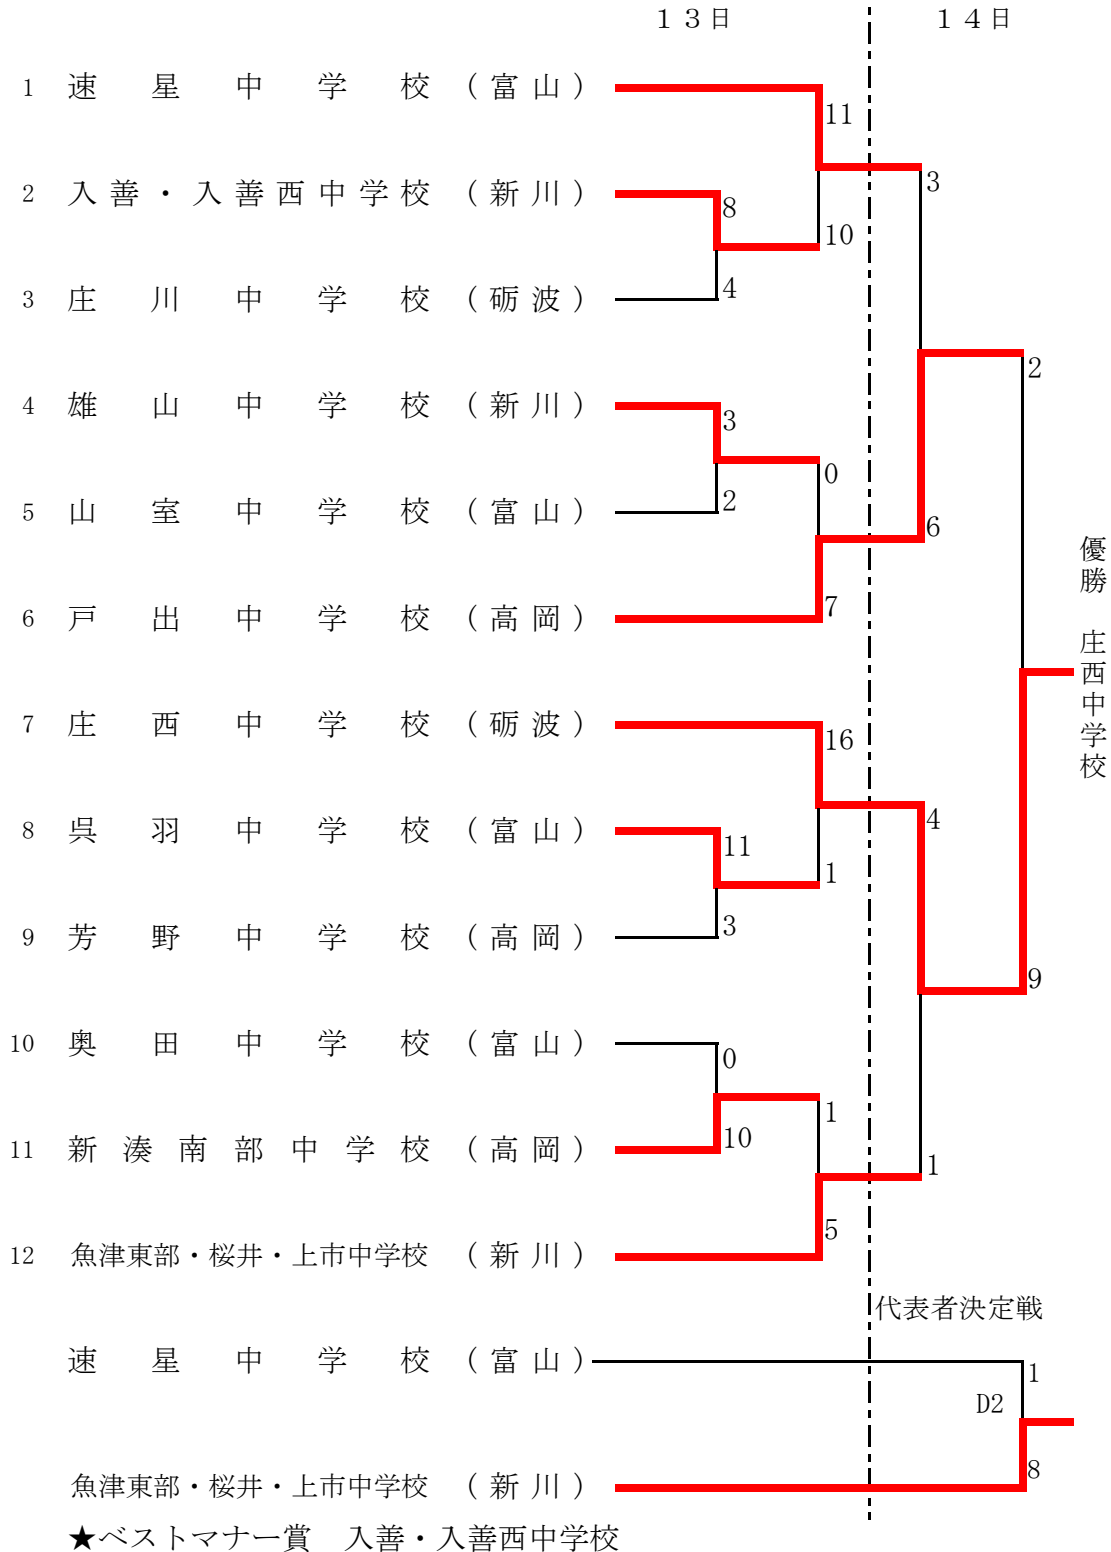 １３日　１４日
1 速星中学校（富山）
11
3
2 入善・入善西中学校（新川）
8
10
4
3 庄川中学校（砺波）
2
4 雄山中学校（新川）
3
0
2
5 山室中学校（富山）
6
7
6 戸出中学校（高岡）
優勝　庄西中学校
7 庄西中学校（砺波）
16
4
8 呉羽中学校（富山）
11
1
3
9 芳野中学校（高岡）
9
10 奥田中学校（富山）
0
1
10
11 新湊南部中学校（高岡）
1
5
12 魚津東部・桜井・上市中学校（新川）
代表者決定戦
速星中学校（富山）
1
D2
8
魚津東部・桜井・上市中学校（新川）
★ベストマナー賞　入善・入善西中学校